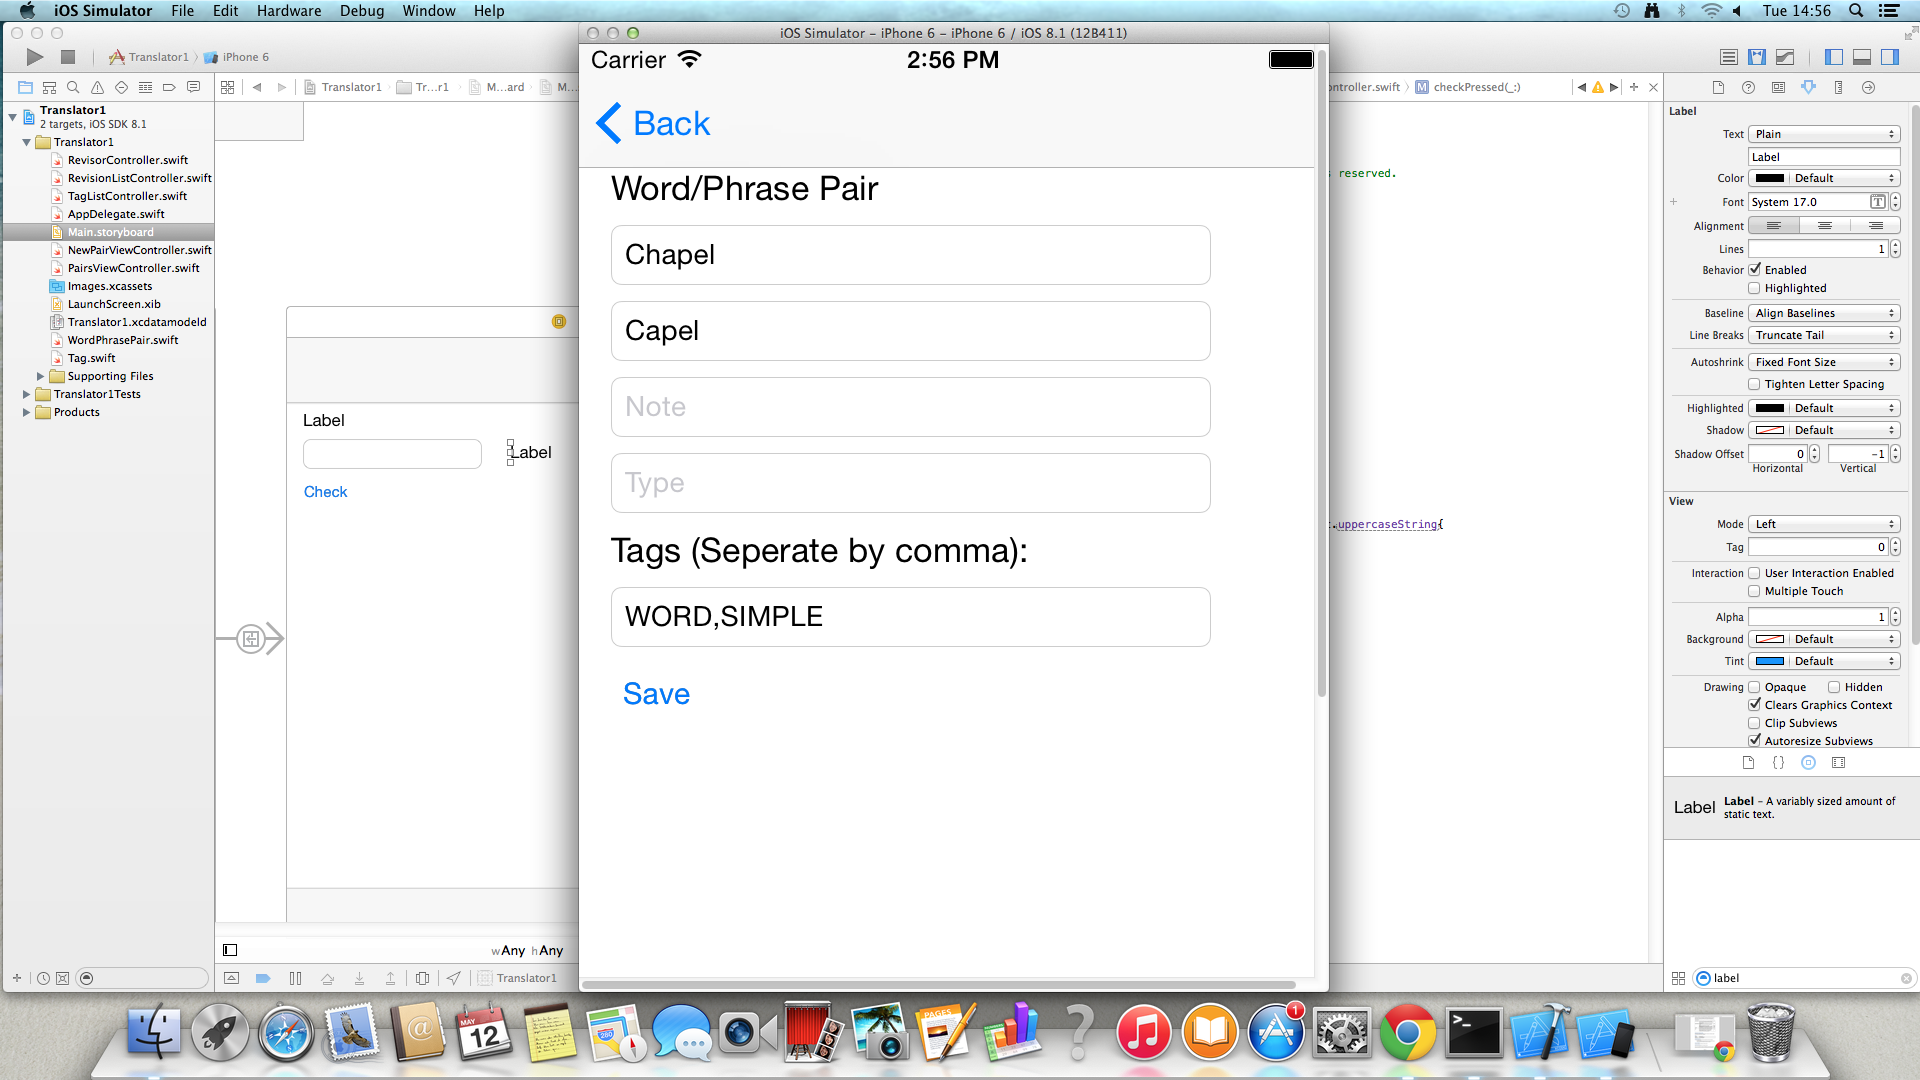 iOS Simulator File Edit Hardware Debug Window Help
Tue 14:56
Translator1 iPhone 6
iOS Simulator – iPhone 6 – iPhone 6 / iOS 8.1 (12B411)
Translator1 Tr...r1 M...ard M...
ontroller.swift M checkPressed(_:)
Translator1
2 targets, iOS SDK 8.1
Translator1
RevisorController.swift
RevisionListController.swift
TagListController.swift
AppDelegate.swift
Main.storyboard
NewPairViewController.swift
PairsViewController.swift
Images.xcassets
LaunchScreen.xib
Translator1.xcdatamodeld
WordPhrasePair.swift
Tag.swift
Supporting Files
Translator1Tests
Products
Label
Label
Check
wAny hAny
Translator1
Carrier 2:56 PM
Back
Word/Phrase Pair
Chapel
Capel
Note
Type
Tags (Seperate by comma):
WORD,SIMPLE
Save
s reserved.
.uppercaseString{
Label
Text Plain
Label
Color Default
Font System 17.0 T
Alignment
Lines 1
Behavior Enabled
Highlighted
Baseline Align Baselines
Line Breaks Truncate Tail
Autoshrink Fixed Font Size
Tighten Letter Spacing
Highlighted Default
Shadow Default
Shadow Offset 0 -1
Horizontal Vertical
View
Mode Left
Tag 0
Interaction User Interaction Enabled
Multiple Touch
Alpha 1
Background Default
Tint Default
Drawing Opaque Hidden
Clears Graphics Context
Clip Subviews
Autoresize Subviews
{}
Label Label – A variably sized amount of
static text.
label
MAY
12
280
PAGES
?
1
>_